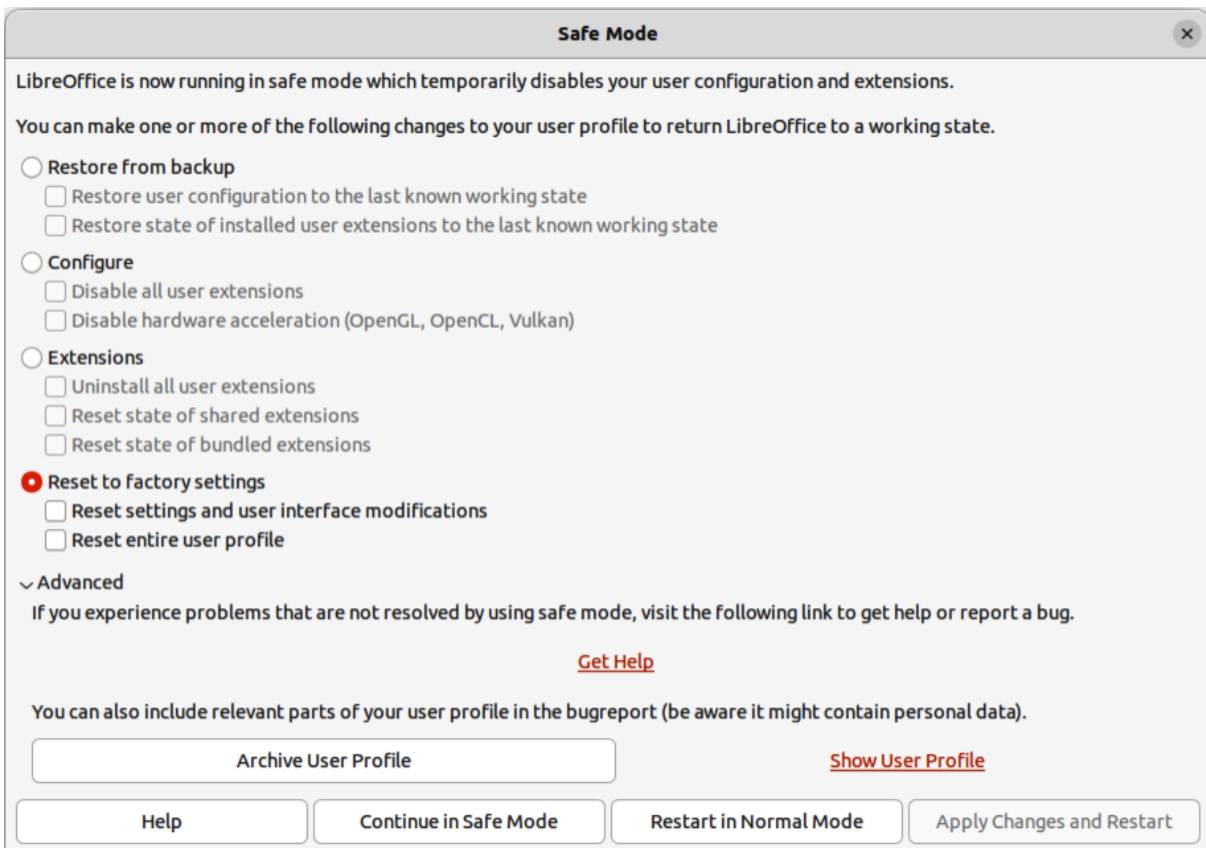 Safe Mode
LibreOffice is now running in safe mode which temporarily disables your user configuration and extensions.
You can make one or more of the following changes to your user profile to return LibreOffice to a working state.
Restore from backup
Restore user configuration to the last known working state
Restore state of installed user extensions to the last known working state
Configure
Disable all user extensions
Disable hardware acceleration (OpenGL, OpenCL, Vulkan)
Extensions
Uninstall all user extensions
Reset state of shared extensions
Reset state of bundled extensions
Reset to factory settings
Reset settings and user interface modifications
Reset entire user profile
Advanced
If you experience problems that are not resolved by using safe mode, visit the following link to get help or report a bug.
Get Help
You can also include relevant parts of your user profile in the bugreport (be aware it might contain personal data).
Archive User Profile Show User Profile
Help Continue in Safe Mode Restart in Normal Mode Apply Changes and Restart